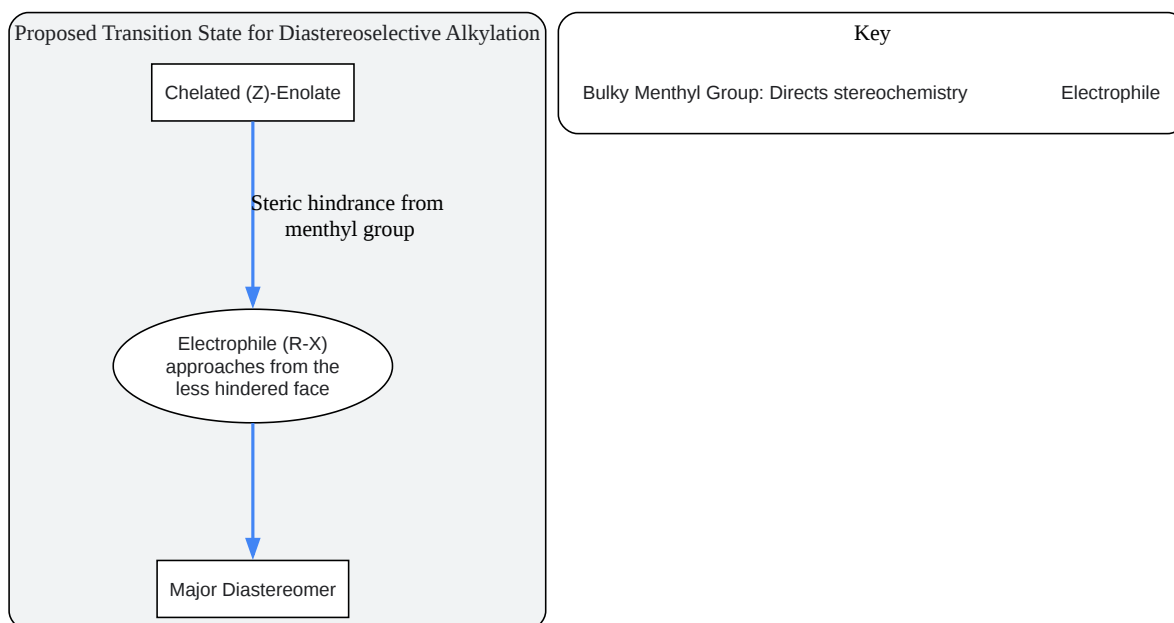 Proposed Transition State for Diastereoselective Alkylation
Chelated (Z)-Enolate
Steric hindrance from
menthyl group
Electrophile (R-X)
approaches from the
less hindered face
Major Diastereomer
Key
Bulky Menthyl Group: Directs stereochemistry
Electrophile